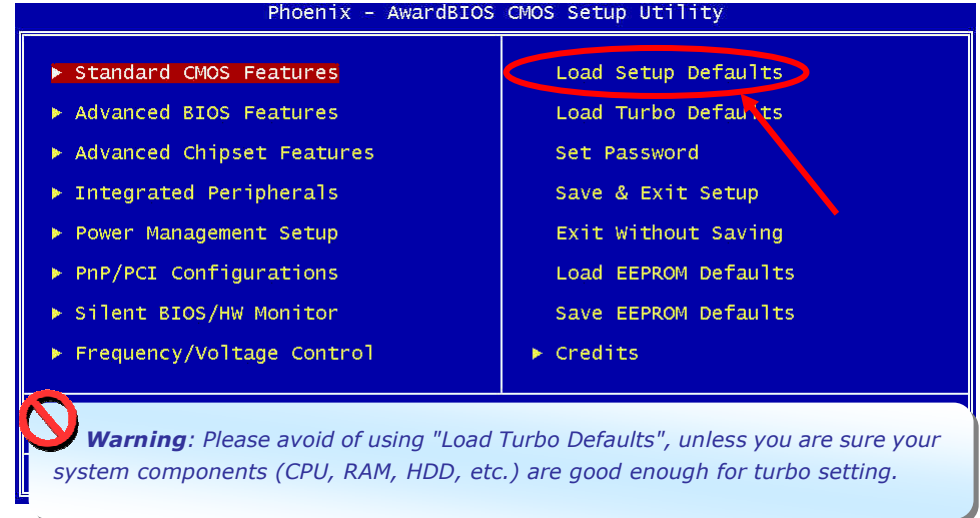 Phoenix - AwardBIOS CMOS Setup Utility
▶ Standard CMOS Features
▶ Advanced BIOS Features
▶ Advanced Chipset Features
▶ Integrated Peripherals
▶ Power Management Setup
▶ PnP/PCI Configurations
▶ Silent BIOS/HW Monitor
▶ Frequency/Voltage Control
Load Setup Defaults
Load Turbo Defaults
Set Password
Save & Exit Setup
Exit Without Saving
Load EEPROM Defaults
Save EEPROM Defaults
▶ Credits
Warning: Please avoid of using "Load Turbo Defaults", unless you are sure your
system components (CPU, RAM, HDD, etc.) are good enough for turbo setting.